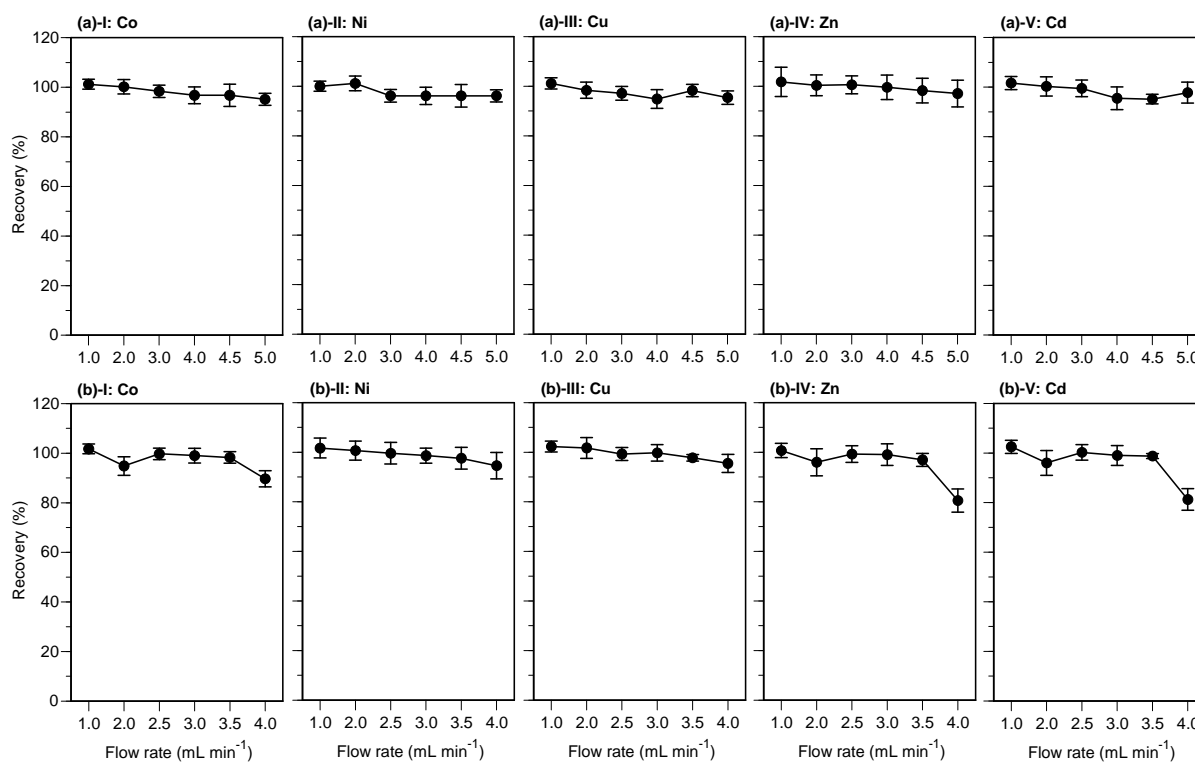 (a)-I: Co (a)-II: Ni (a)-III: Cu (a)-IV: Zn (a)-V: Cd
120
100
80
60
40
20
0
Recovery (%)
1.0 2.0 3.0 4.0 4.5 5.0 1.0 2.0 3.0 4.0 4.5 5.0 1.0 2.0 3.0 4.0 4.5 5.0 1.0 2.0 3.0 4.0 4.5 5.0 1.0 2.0 3.0 4.0 4.5 5.0
(b)-I: Co (b)-II: Ni (b)-III: Cu (b)-IV: Zn (b)-V: Cd
120
100
80
60
40
20
0
Recovery (%)
1.0 2.0 2.5 3.0 3.5 4.0 1.0 2.0 2.5 3.0 3.5 4.0 1.0 2.0 2.5 3.0 3.5 4.0 1.0 2.0 2.5 3.0 3.5 4.0 1.0 2.0 2.5 3.0 3.5 4.0
Flow rate (mL min⁻¹) Flow rate (mL min⁻¹) Flow rate (mL min⁻¹) Flow rate (mL min⁻¹) Flow rate (mL min⁻¹)